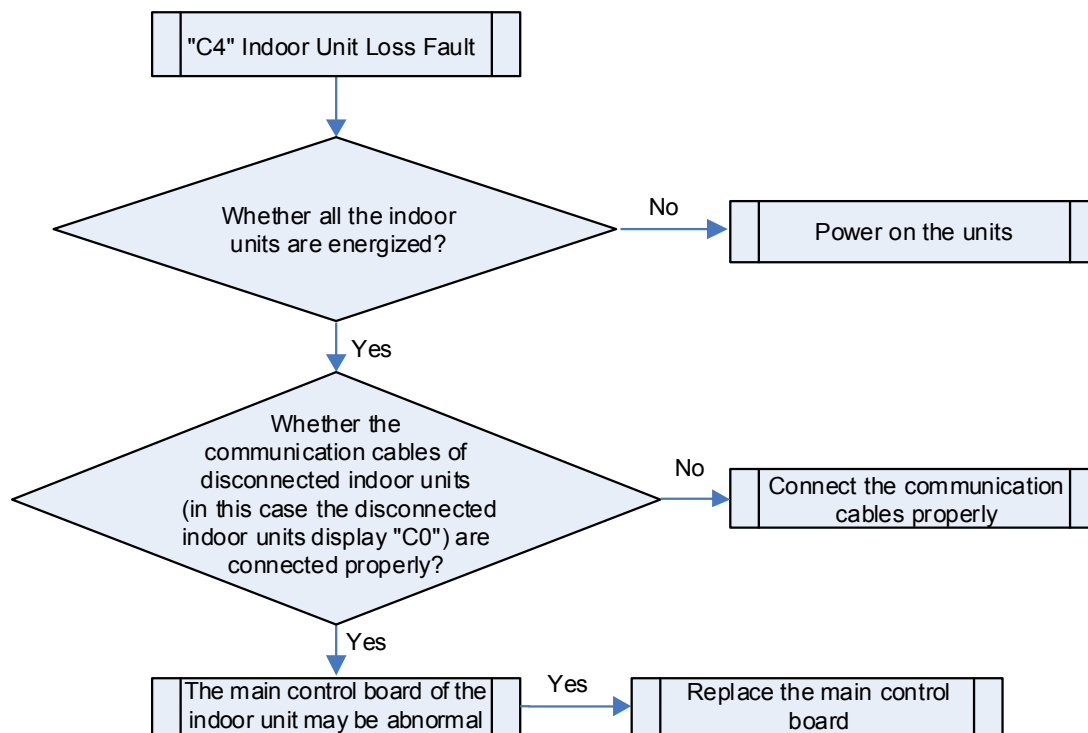 "C4" Indoor Unit Loss Fault
Whether all the indoor
units are energized?
No
Power on the units
Yes
Whether the
communication cables of
disconnected indoor units
(in this case the disconnected
indoor units display "C0") are
connected properly?
No
Connect the communication
cables properly
Yes
The main control board of the
indoor unit may be abnormal
Yes
Replace the main control
board